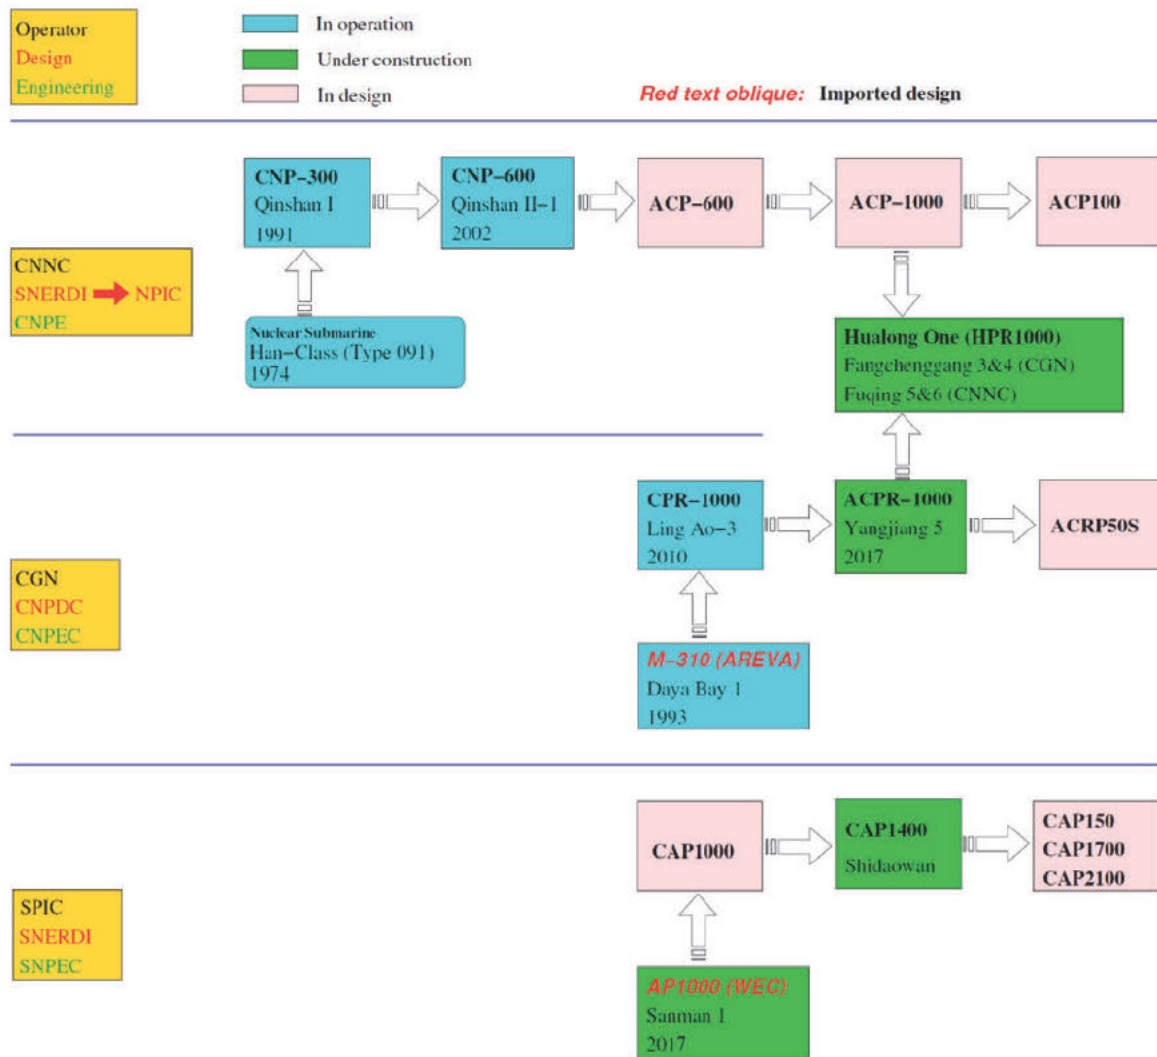 Operator
Design
Engineering
In operation
Under construction
In design
Red text oblique: Imported design
CNP-300
Qinshan I
1991
CNP-600
Qinshan II-1
2002
ACP-600
ACP-1000
ACP100
CNNC
SNERDI NPIC
CNPE
Nuclear Submarine
Han-Class (Type 091)
1974
Hualong One (HPR1000)
Fangchenggang 3&4 (CGN)
Fuqing 5&6 (CNNC)
CPR-1000
Ling Ao-3
2010
ACPR-1000
Yangjiang 5
2017
ACRP50S
CGN
CNPDC
CNPEC
M-310 (AREVA)
Daya Bay 1
1993
CAP1000
CAP1400
Shidaowan
CAP150
CAP1700
CAP2100
SPIC
SNERDI
SNPEC
AP1000 (WEC)
Sanman 1
2017